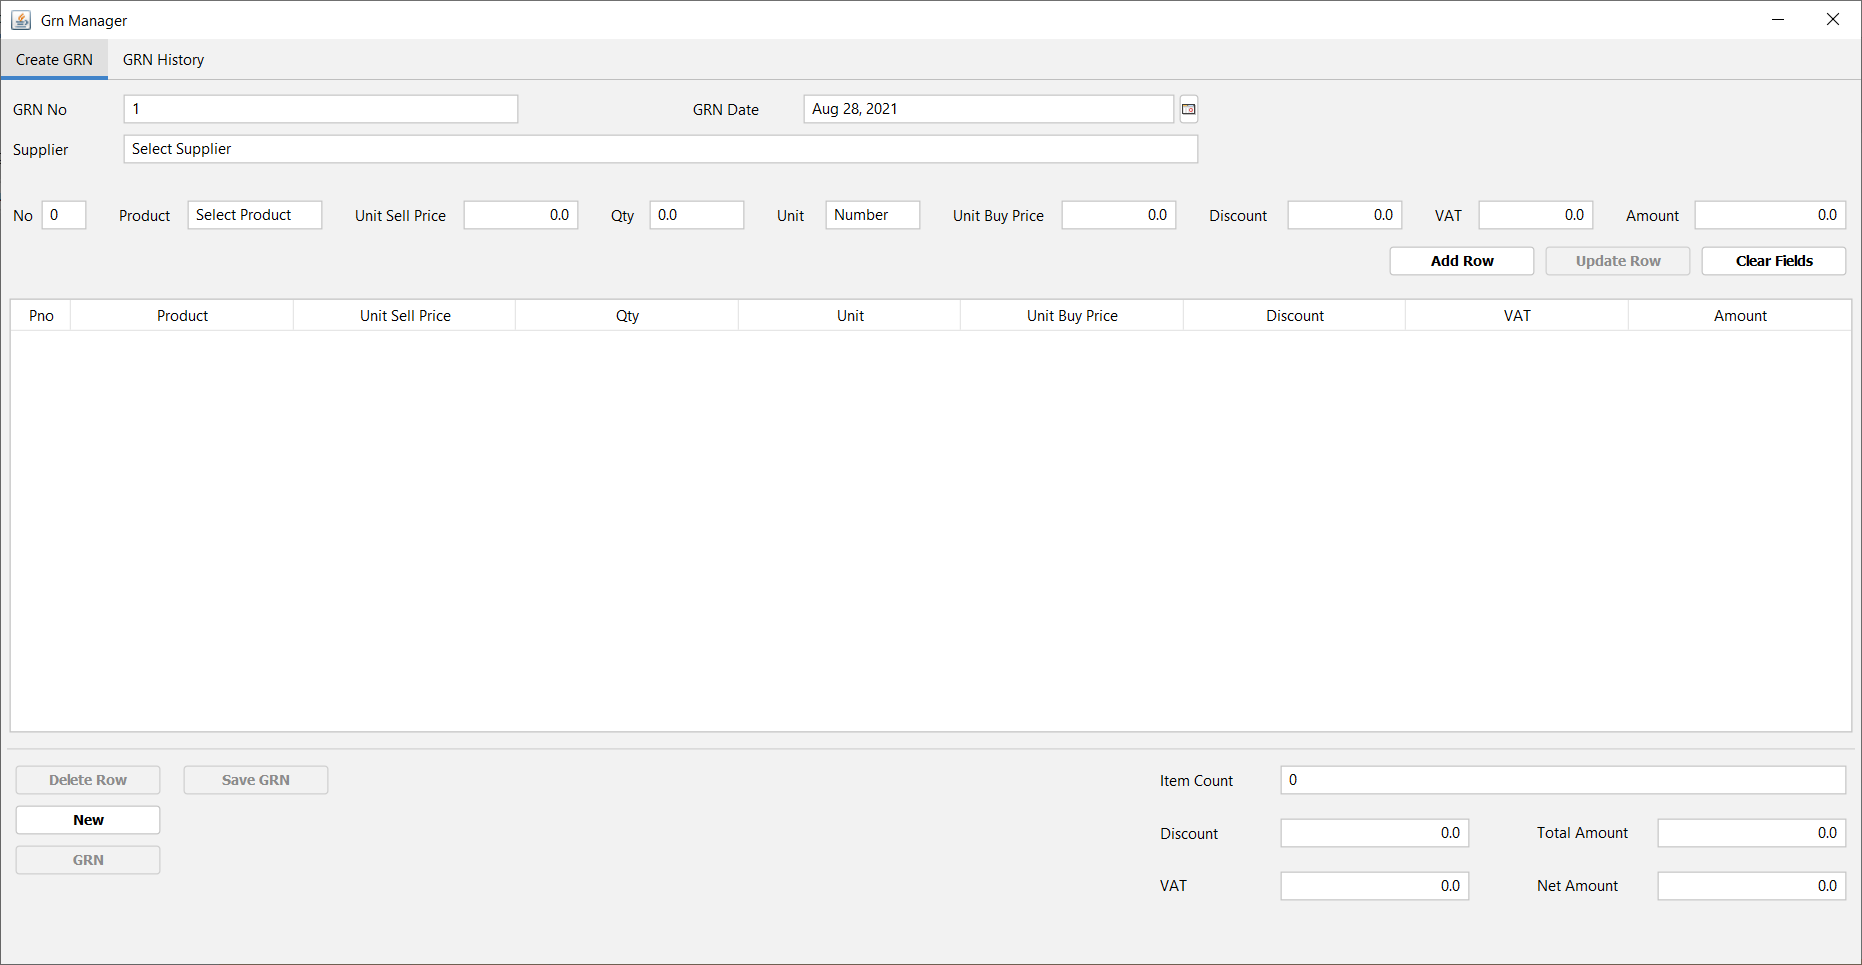 Grn Manager
Create GRN GRN History
GRN No 1 GRN Date Aug 28, 2021
Supplier Select Supplier
No 0 Product Select Product Unit Sell Price 0.0 Qty 0.0 Unit Number Unit Buy Price 0.0 Discount 0.0 VAT 0.0 Amount 0.0
Add Row Update Row Clear Fields
Pno Product Unit Sell Price Qty Unit Unit Buy Price Discount VAT Amount
Delete Row Save GRN Item Count 0
New Discount 0.0 Total Amount 0.0
GRN VAT 0.0 Net Amount 0.0